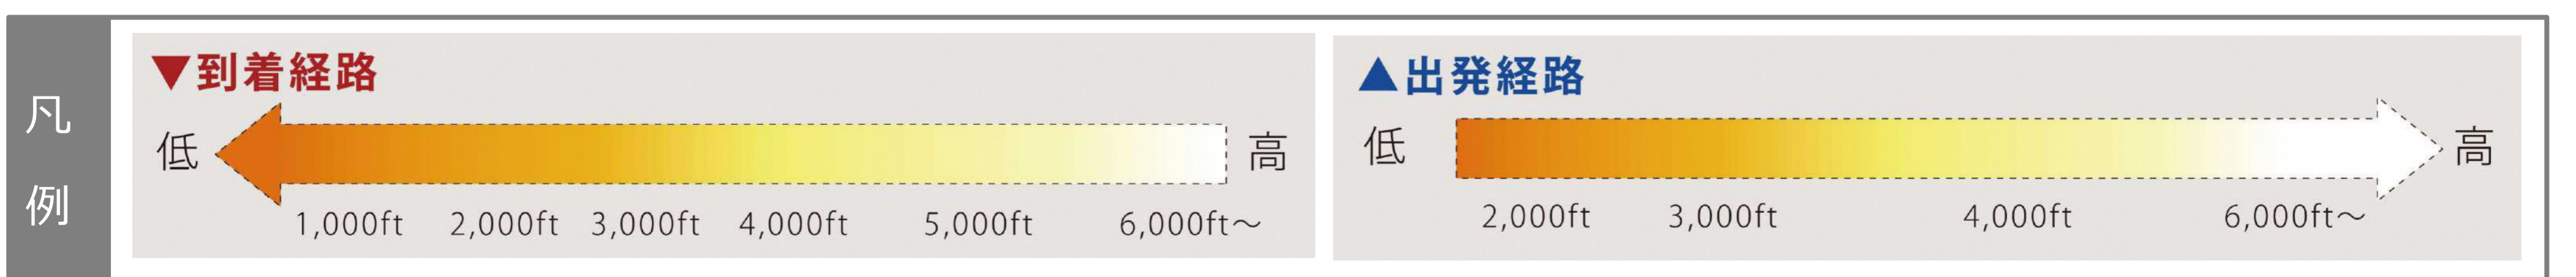 凡例
▼到着経路
低 高
1,000ft 2,000ft 3,000ft 4,000ft 5,000ft 6,000ft～
▲出発経路
低 高
2,000ft 3,000ft 4,000ft 6,000ft～